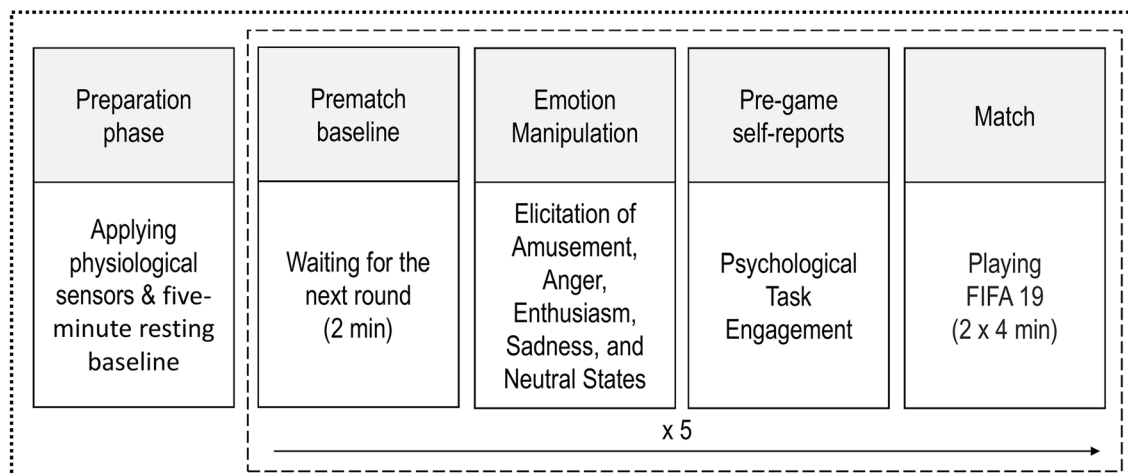 Preparation
phase
Applying
physiological
sensors & five-
minute resting
baseline
Prematch
baseline
Waiting for the
next round
(2 min)
Emotion
Manipulation
Elicitation of
Amusement,
Anger,
Enthusiasm,
Sadness, and
Neutral States
Pre-game
self-reports
Psychological
Task
Engagement
Match
Playing
FIFA 19
(2 x 4 min)
x 5